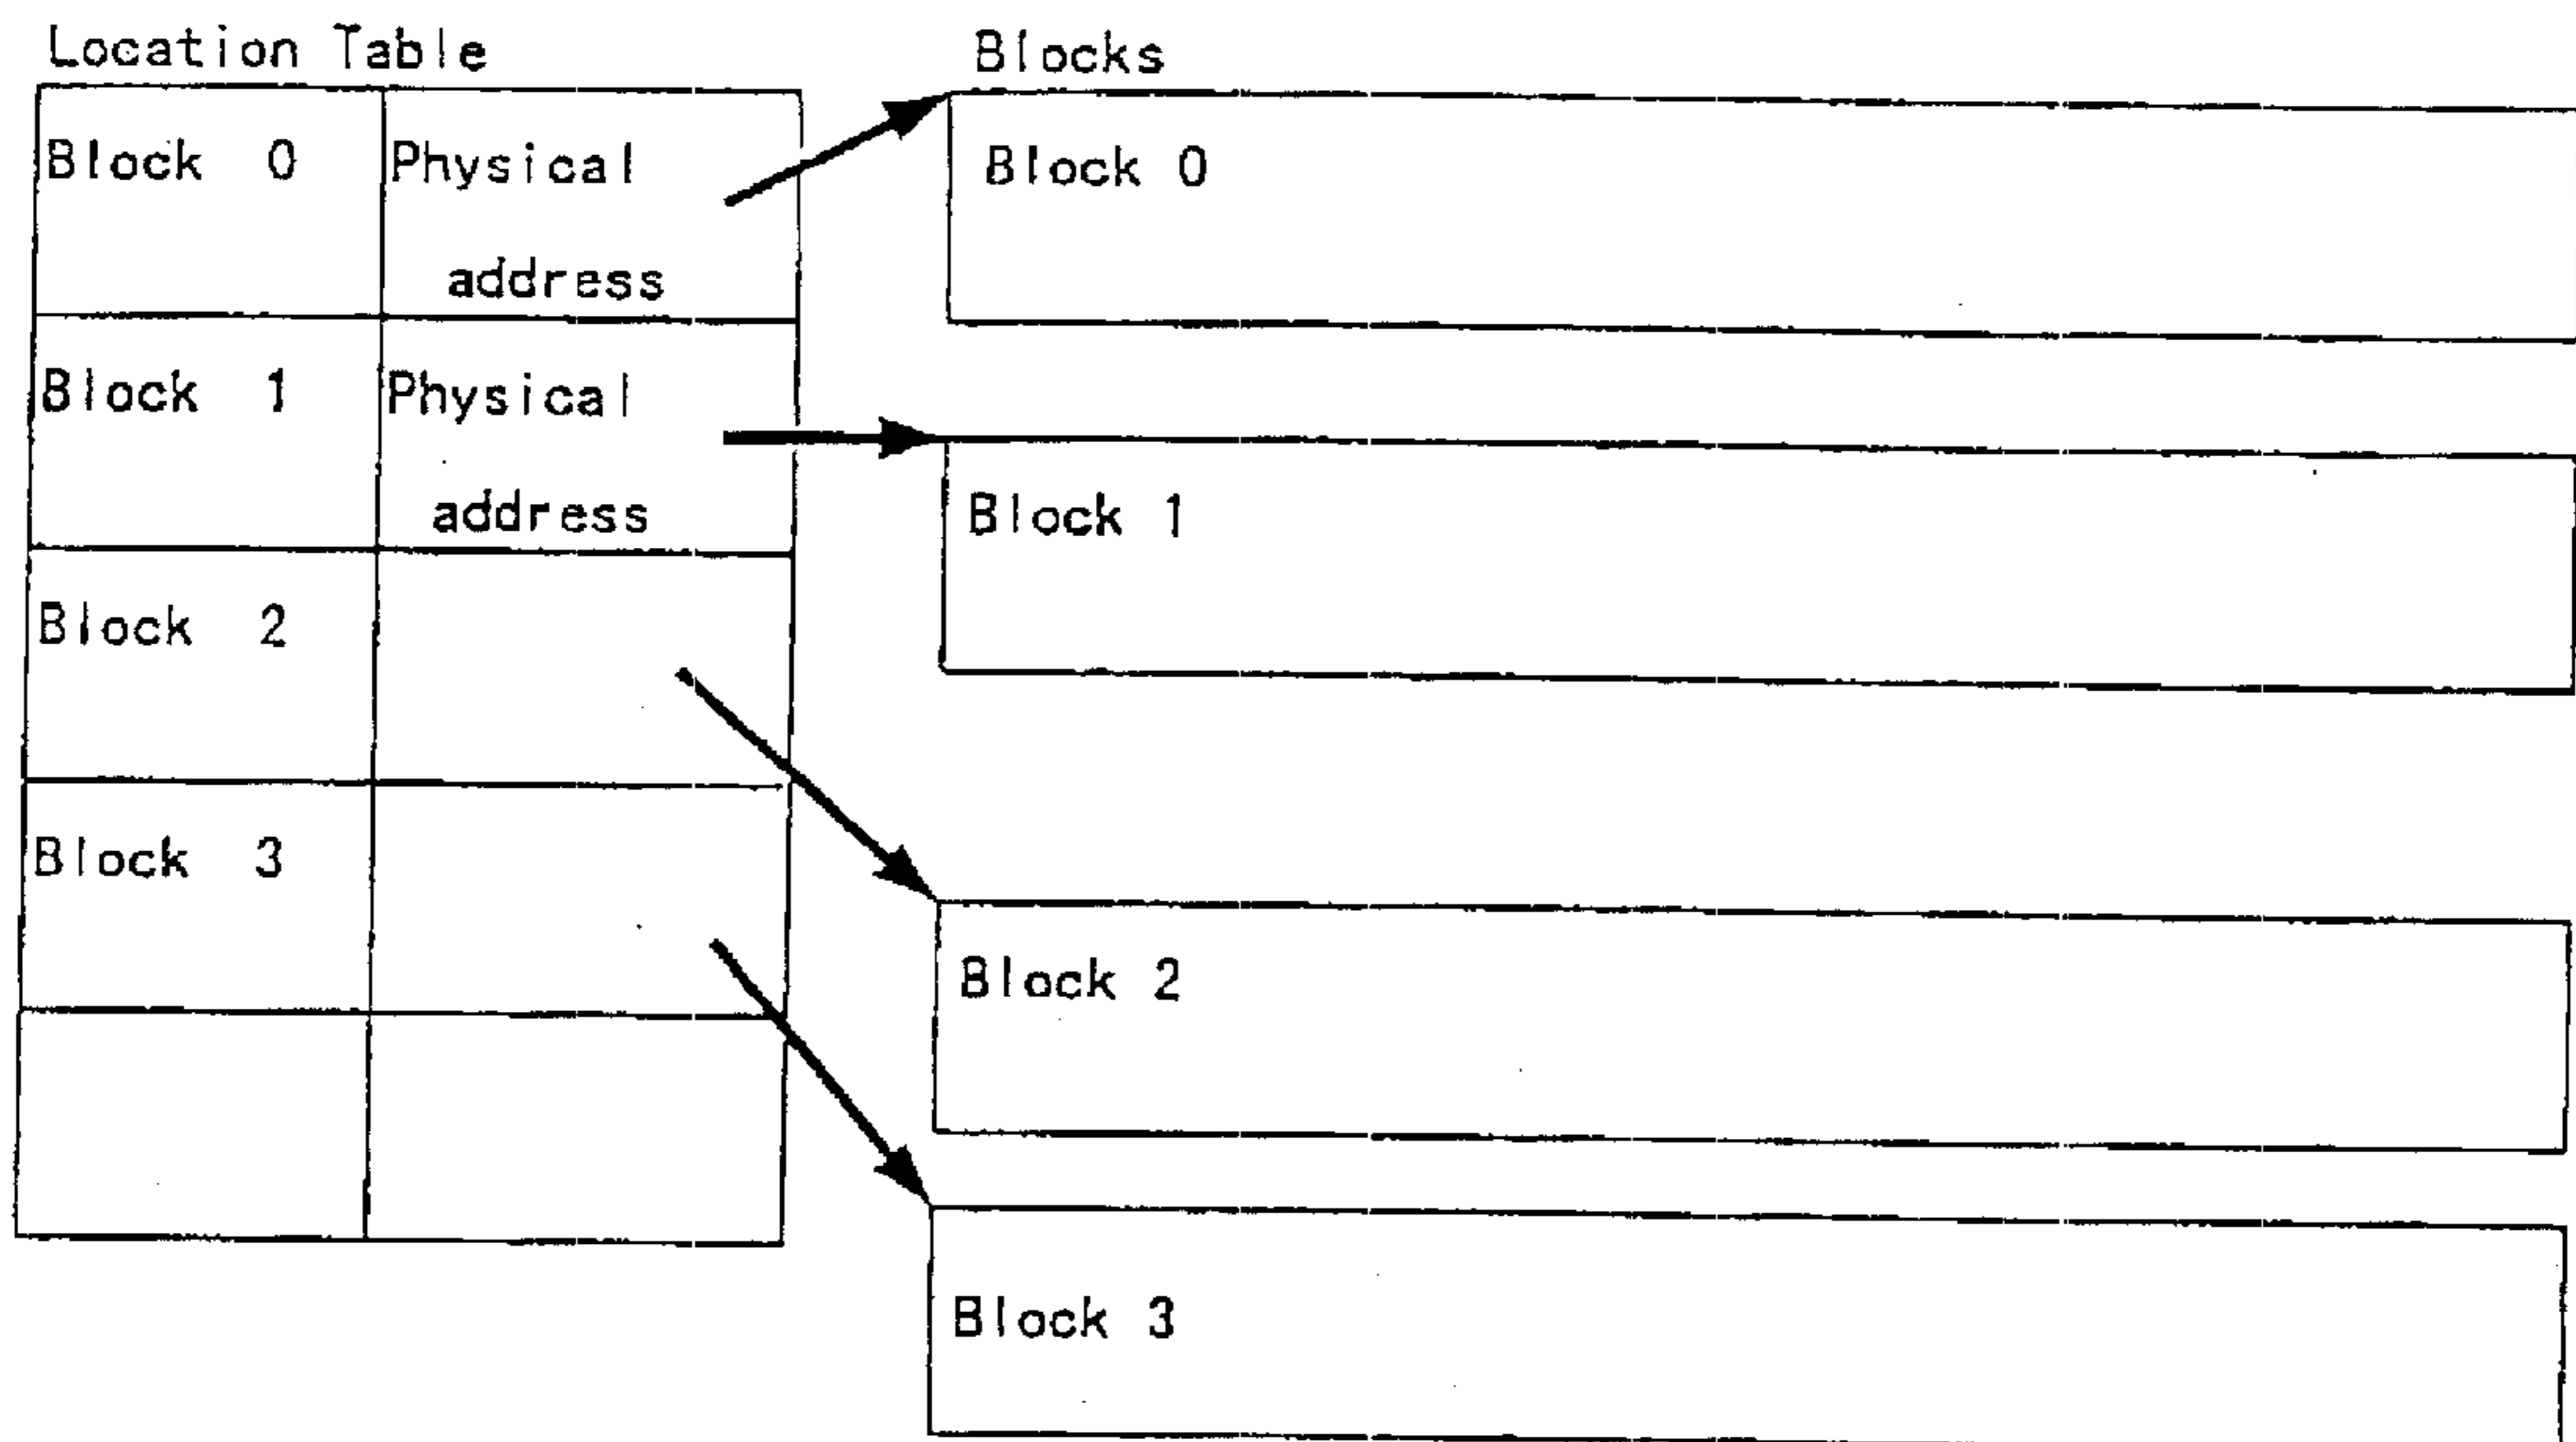 Location Table
Block 0 Physical
address
Block 1 Physical
address
Block 2
Block 3
Blocks
Block 0
Block 1
Block 2
Block 3